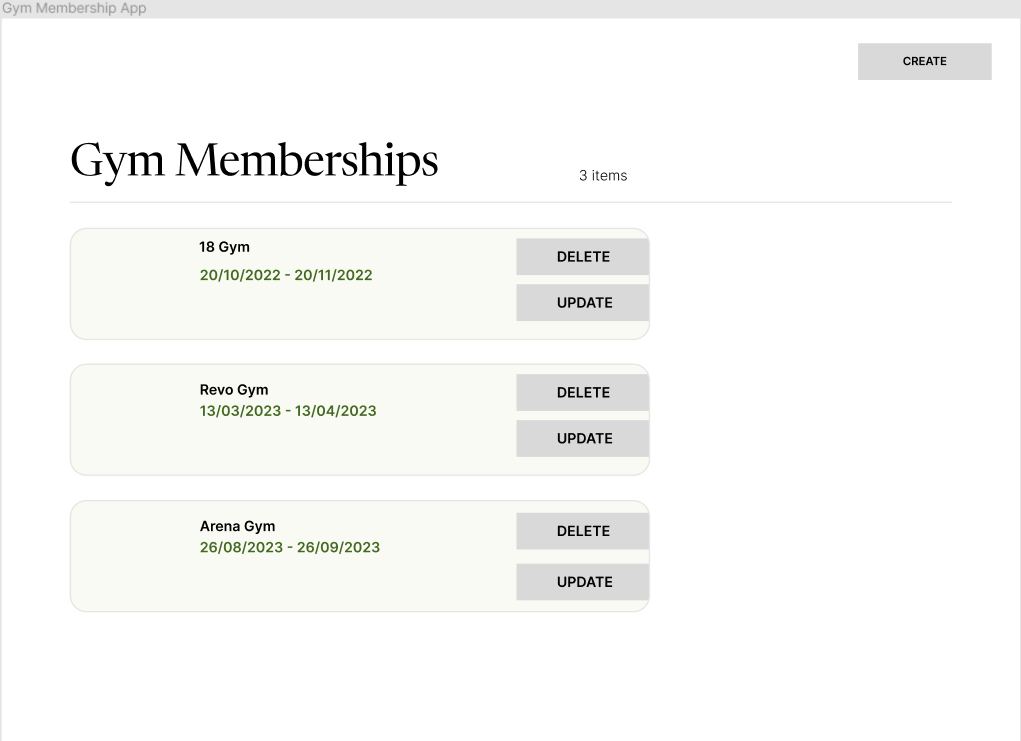 Gym Membership App
CREATE
Gym Memberships
3 items
18 Gym
20/10/2022 - 20/11/2022
DELETE
UPDATE
Revo Gym
13/03/2023 - 13/04/2023
DELETE
UPDATE
Arena Gym
26/08/2023 - 26/09/2023
DELETE
UPDATE